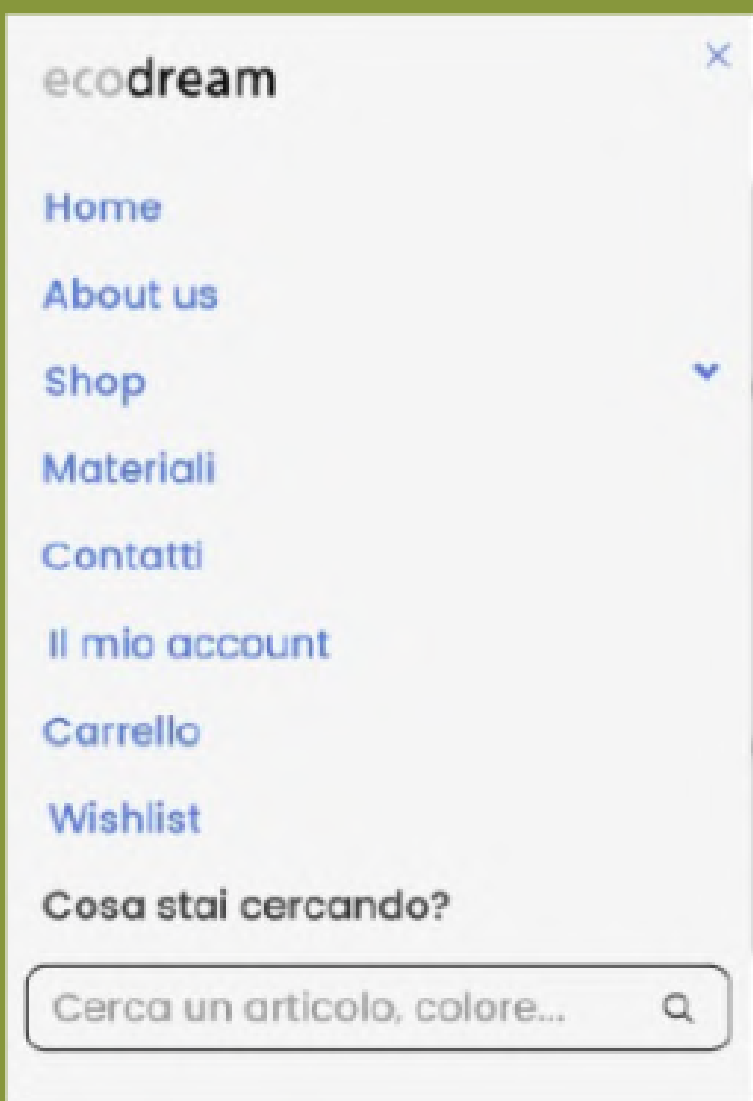 ecodream
Home
About us
Shop
Materiali
Contatti
Il mio account
Carrello
Wishlist
Cosa stai cercando?
Cerca un articolo, colore...